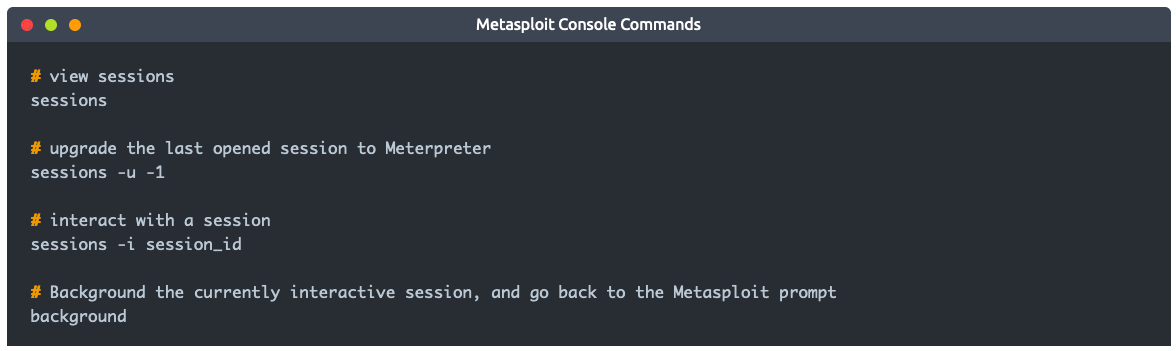 Metasploit Console Commands
# view sessions
sessions
# upgrade the last opened session to Meterpreter
sessions -u -1
# interact with a session
sessions -i session_id
# Background the currently interactive session, and go back to the Metasploit prompt
background